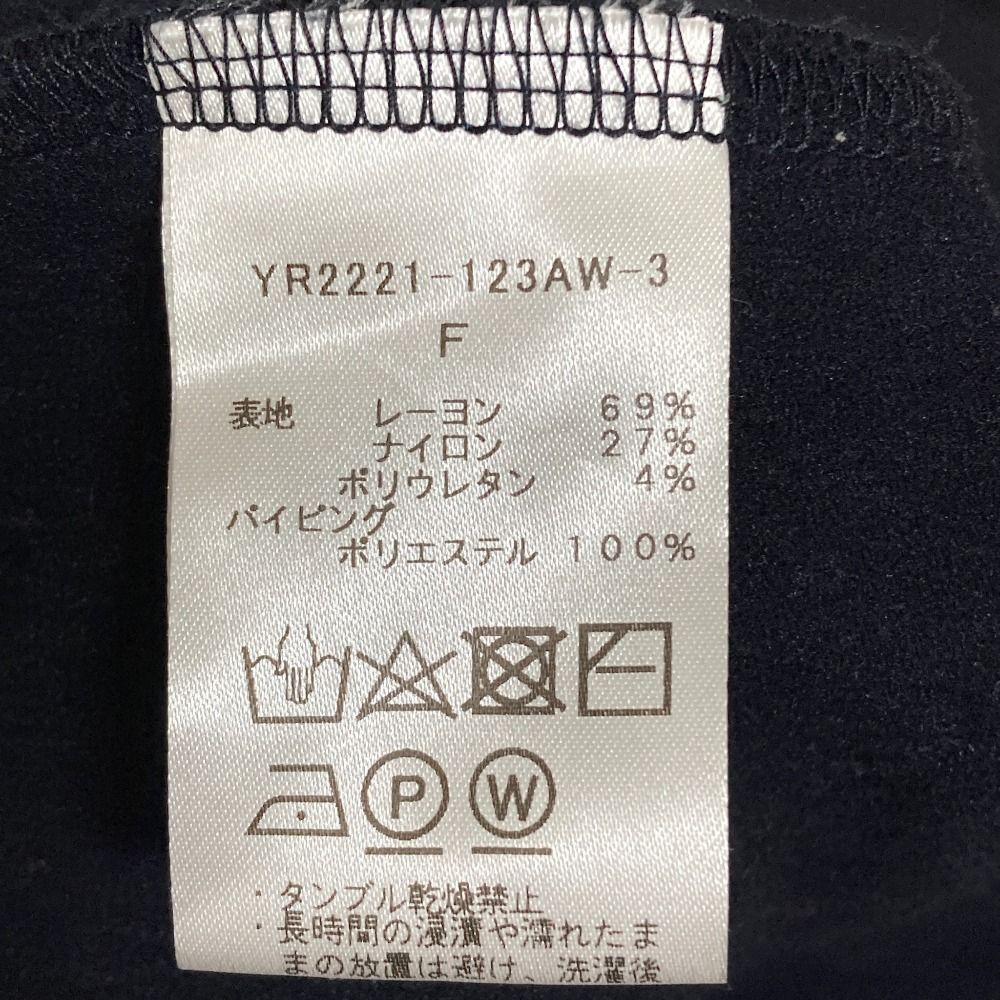 YR2221-123AW-3
F
表地 レーヨン 69%
ナイロン 27%
ポリウレタン 4%
パイピング
ポリエステル 100%
P W
・タンブル乾燥禁止
・長時間の浸漬や濡れたま
まの放置は避け、洗濯後